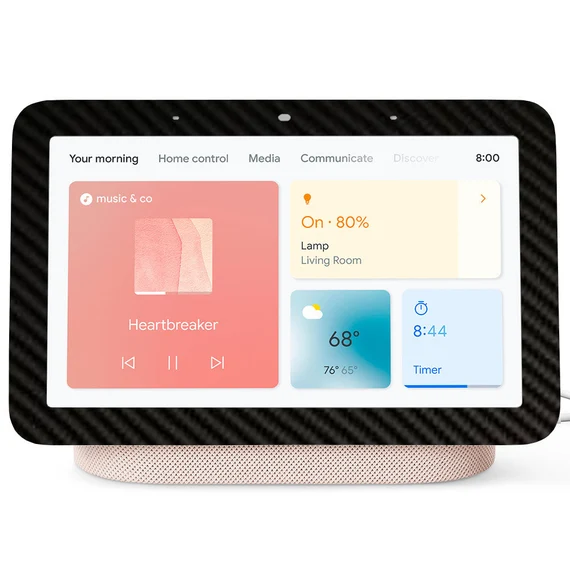 Your morning Home control Media Communicate Discover 8:00
music & co
Heartbreaker
On · 80%
Lamp
Living Room
68°
76° 65°
8:44
Timer